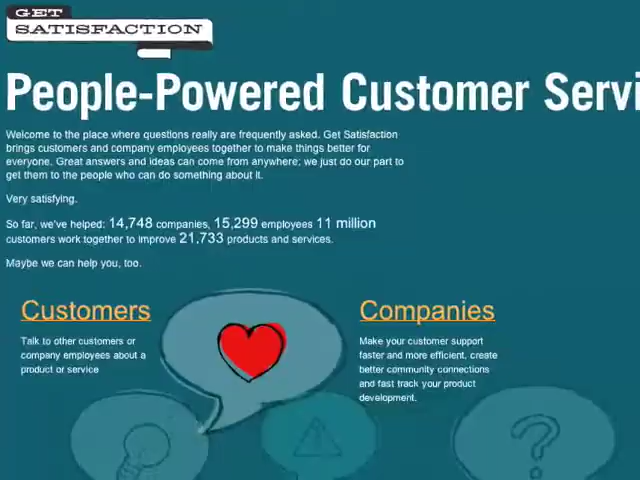 GET
SATISFACTION
People-Powered Customer Servi
Welcome to the place where questions really are frequently asked. Get Satisfaction
brings customers and company employees together to make things better for
everyone. Great answers and ideas can come from anywhere; we just do our part to
get them to the people who can do something about it.
Very satisfying.
So far, we've helped: 14,748 companies, 15,299 employees 11 million
customers work together to improve 21,733 products and services.
Maybe we can help you, too.
Customers
Talk to other customers or
company employees about a
product or service
Companies
Make your customer support
faster and more efficient, create
better community connections
and fast track your product
development.
?